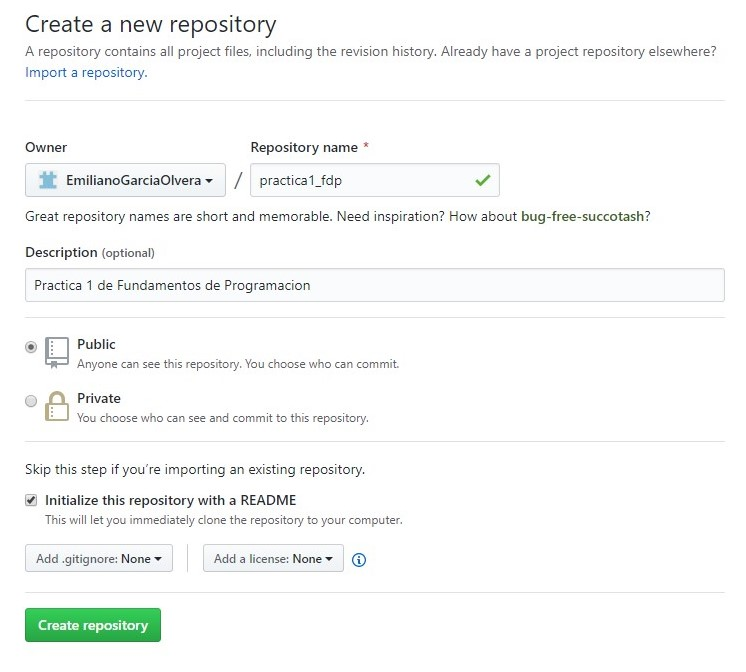 Create a new repository
A repository contains all project files, including the revision history. Already have a project repository elsewhere?
Import a repository.
Owner
Repository name *
EmilianoGarciaOlvera / practica1_fdp
Great repository names are short and memorable. Need inspiration? How about bug-free-succotash?
Description (optional)
Practica 1 de Fundamentos de Programacion
Public
Anyone can see this repository. You choose who can commit.
Private
You choose who can see and commit to this repository.
Skip this step if you’re importing an existing repository.
Initialize this repository with a README
This will let you immediately clone the repository to your computer.
Add .gitignore: None
Add a license: None
Create repository